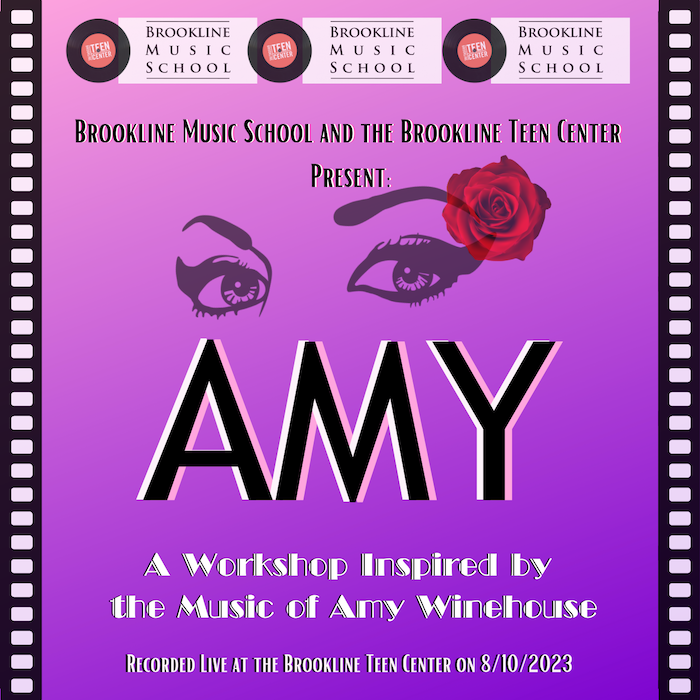 TEEN CENTER
BROOKLINE
MUSIC
SCHOOL
TEEN CENTER
BROOKLINE
MUSIC
SCHOOL
TEEN CENTER
BROOKLINE
MUSIC
SCHOOL
BROOKLINE MUSIC SCHOOL AND THE BROOKLINE TEEN CENTER
PRESENT:
AMY
A Workshop Inspired by
the Music of Amy Winehouse
RECORDED LIVE AT THE BROOKLINE TEEN CENTER ON 8/10/2023